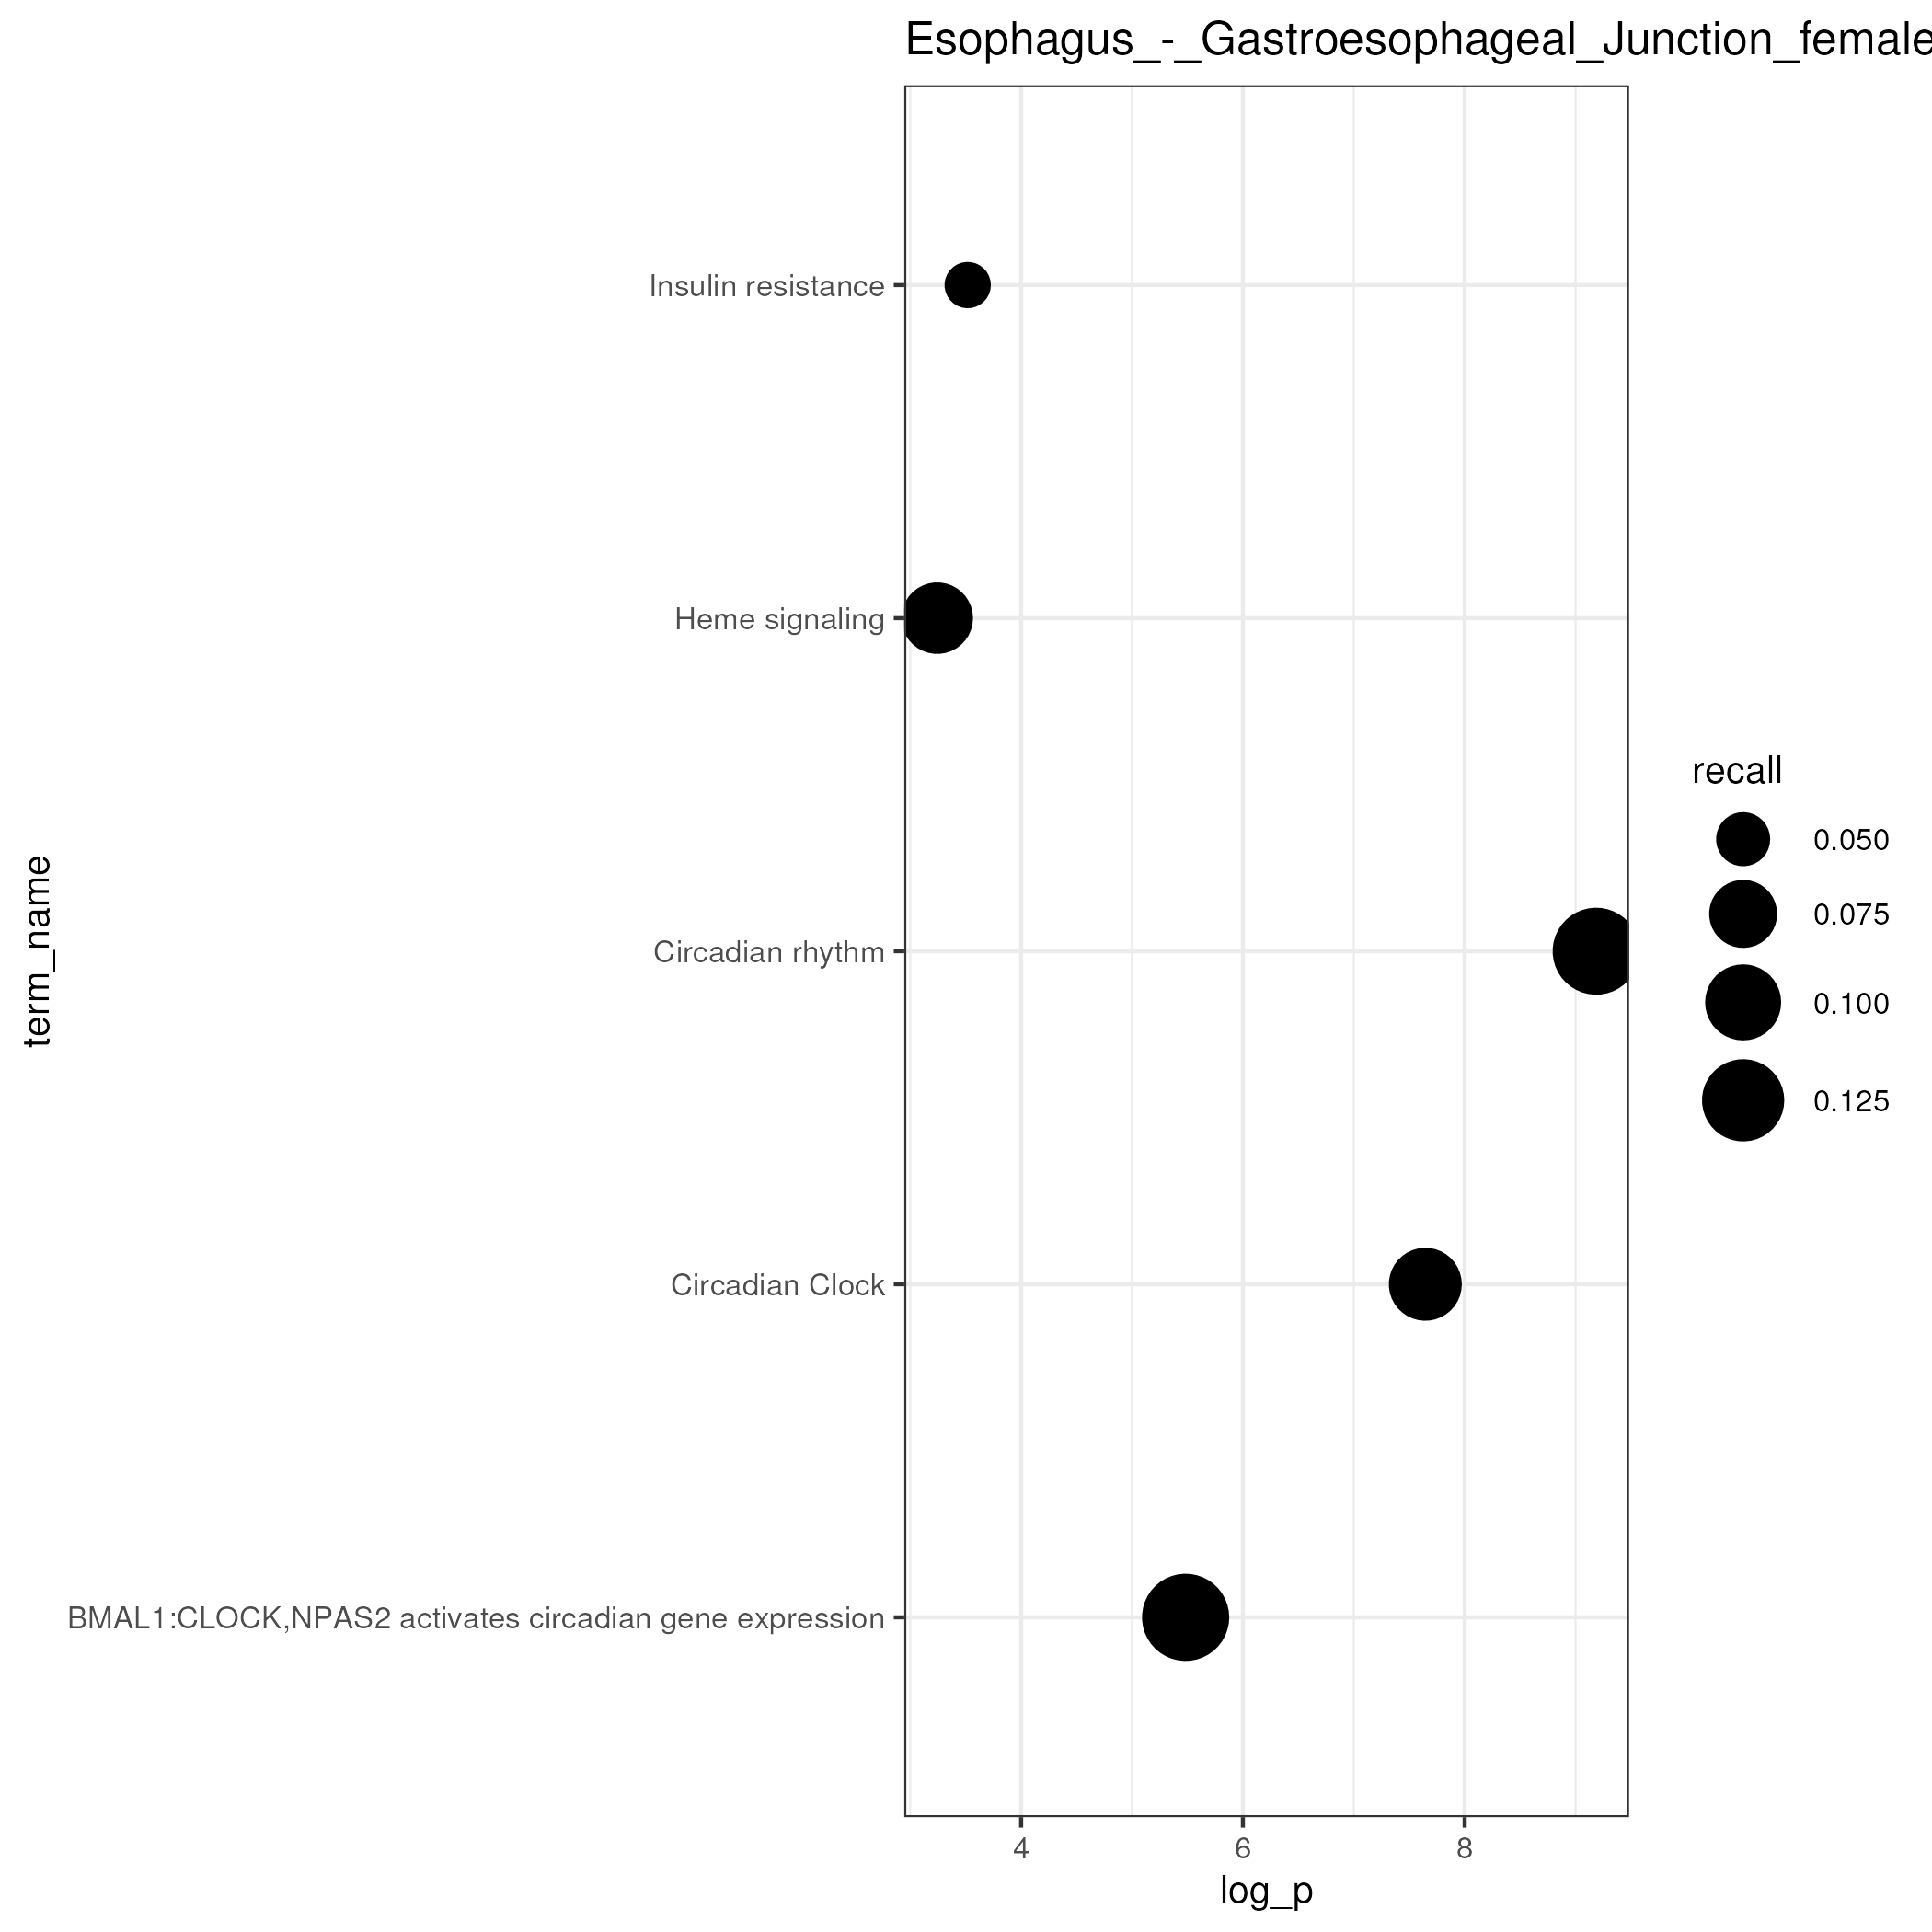 Esophagus_-_Gastroesophageal_Junction_female
Insulin resistance
Heme signaling
Circadian rhythm
Circadian Clock
BMAL1:CLOCK,NPAS2 activates circadian gene expression
term_name
4 6 8
log_p
recall
0.050
0.075
0.100
0.125